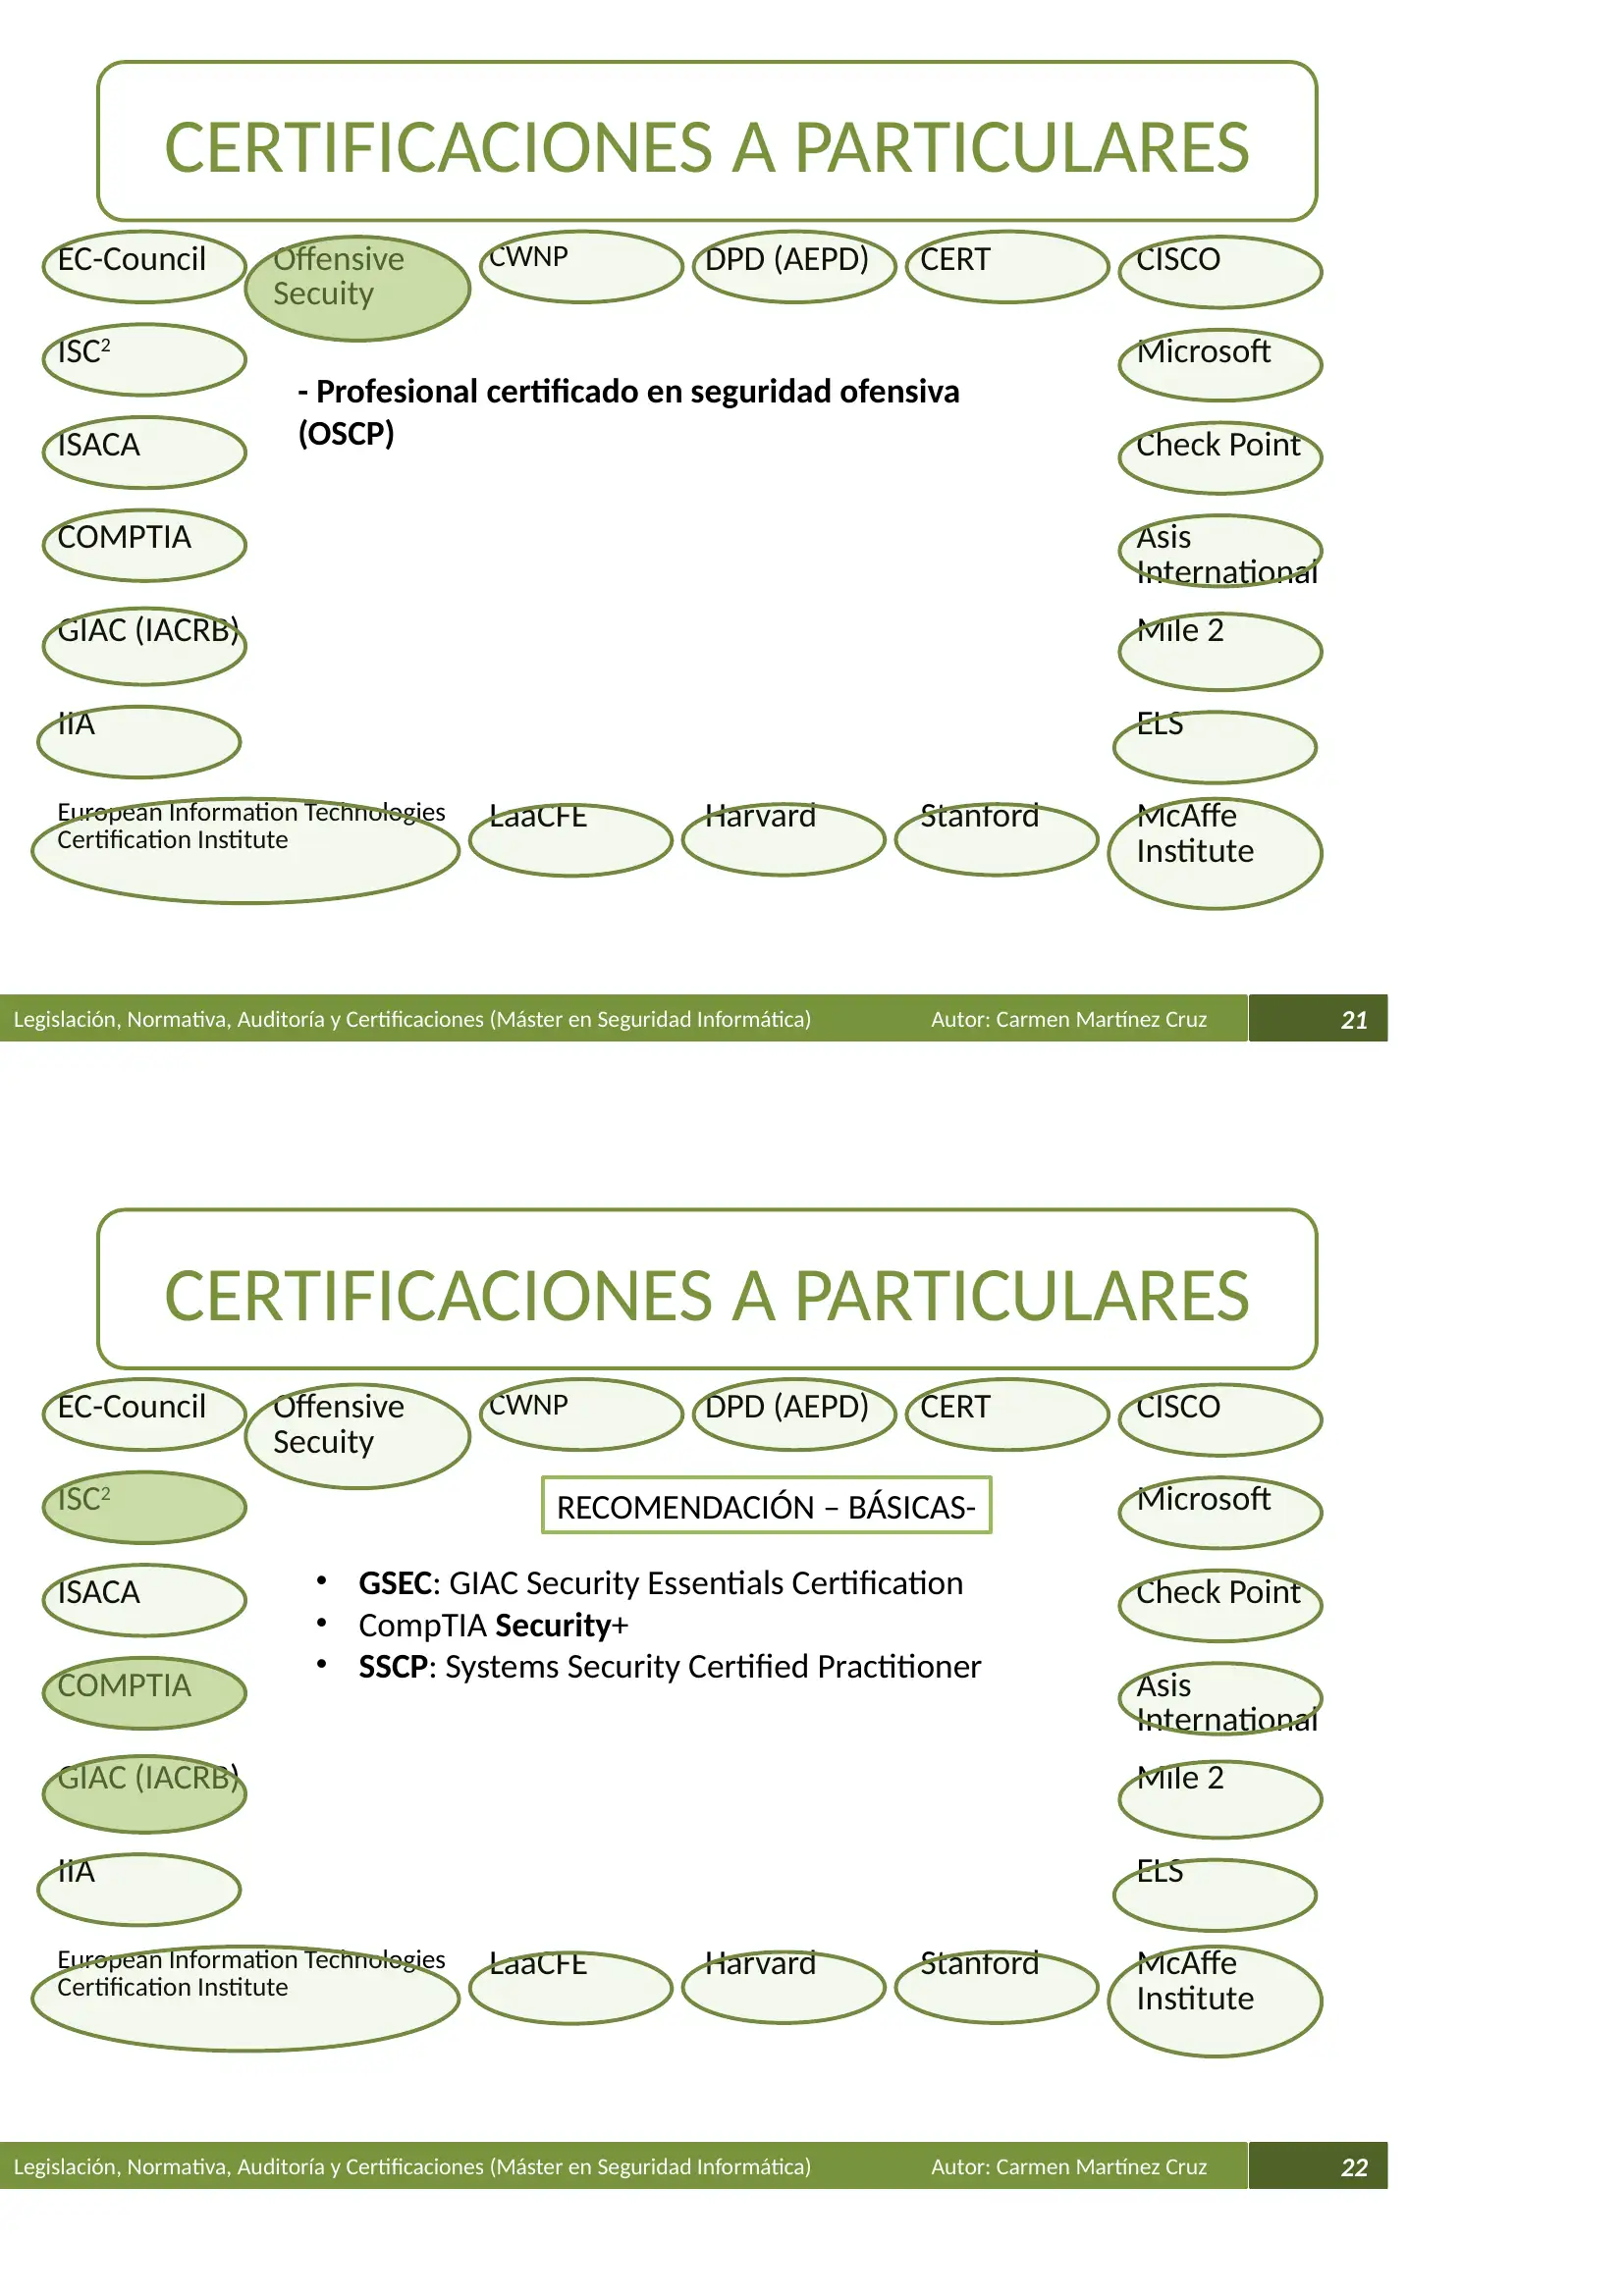 CERTIFICACIONES A PARTICULARES
EC-Council
Offensive
Secuity
CWNP
DPD (AEPD)
CERT
CISCO
ISC²
Microsoft
- Profesional certificado en seguridad ofensiva
(OSCP)
ISACA
Check Point
COMPTIA
Asis
International
GIAC (IACRB)
Mile 2
IIA
ELS
European Information Technologies
Certification Institute
LaaCFE
Harvard
Stanford
McAffe
Institute
Legislación, Normativa, Auditoría y Certificaciones (Máster en Seguridad Informática) Autor: Carmen Martínez Cruz 21
CERTIFICACIONES A PARTICULARES
EC-Council
Offensive
Secuity
CWNP
DPD (AEPD)
CERT
CISCO
ISC²
RECOMENDACIÓN – BÁSICAS-
Microsoft
• GSEC: GIAC Security Essentials Certification
• CompTIA Security+
• SSCP: Systems Security Certified Practitioner
ISACA
Check Point
COMPTIA
Asis
International
GIAC (IACRB)
Mile 2
IIA
ELS
European Information Technologies
Certification Institute
LaaCFE
Harvard
Stanford
McAffe
Institute
Legislación, Normativa, Auditoría y Certificaciones (Máster en Seguridad Informática) Autor: Carmen Martínez Cruz 22